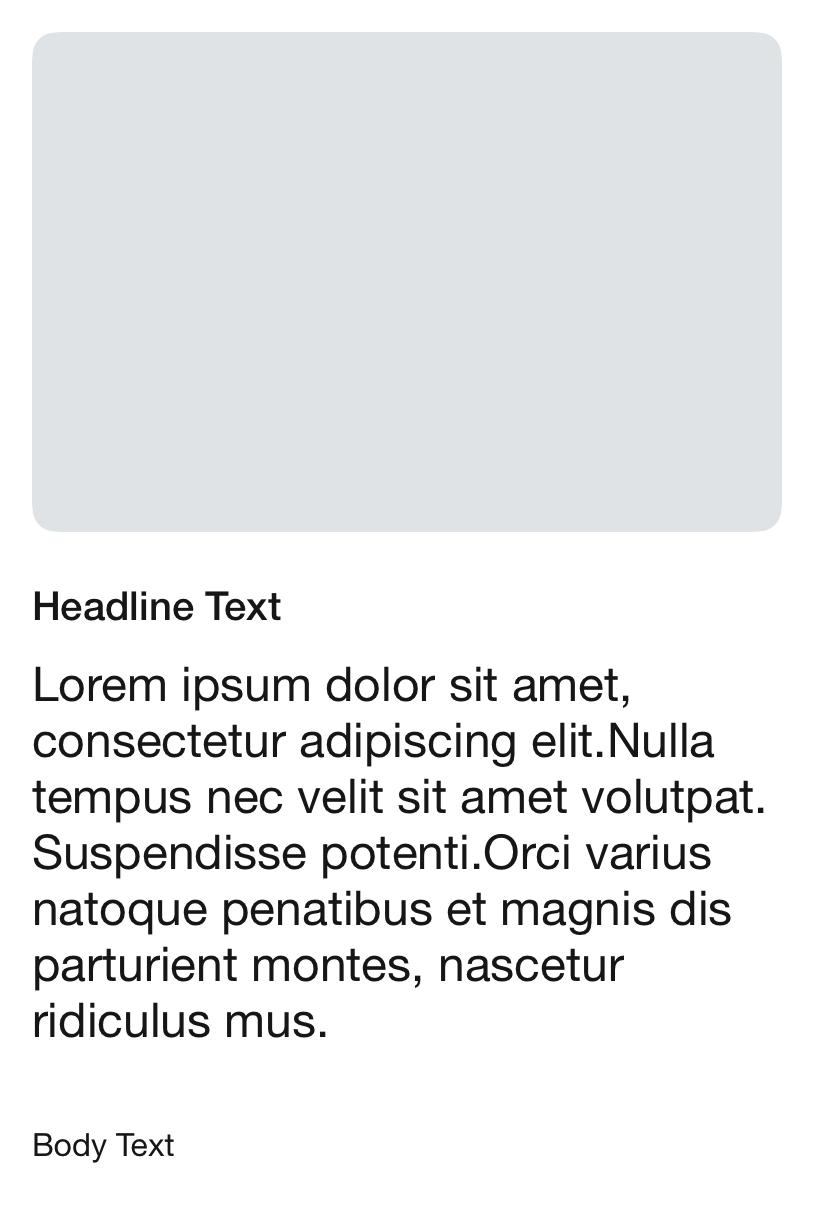 Headline Text
Lorem ipsum dolor sit amet,
consectetur adipiscing elit.Nulla
tempus nec velit sit amet volutpat.
Suspendisse potenti.Orci varius
natoque penatibus et magnis dis
parturient montes, nascetur
ridiculus mus.
Body Text